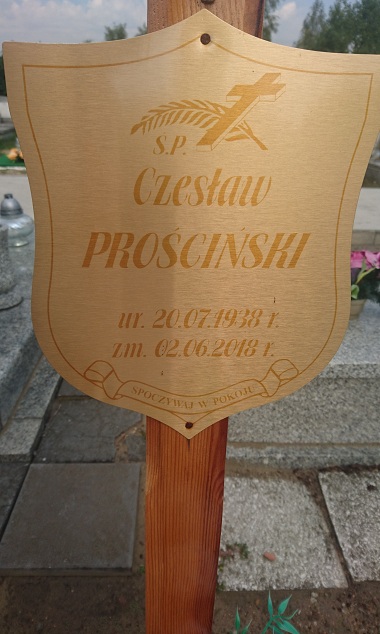 S.P.
Czesław
PROŚCIŃSKI
ur. 20.07.1938 r.
zm. 02.06.2018 r.
SPOCZYWAJ W POKOJU